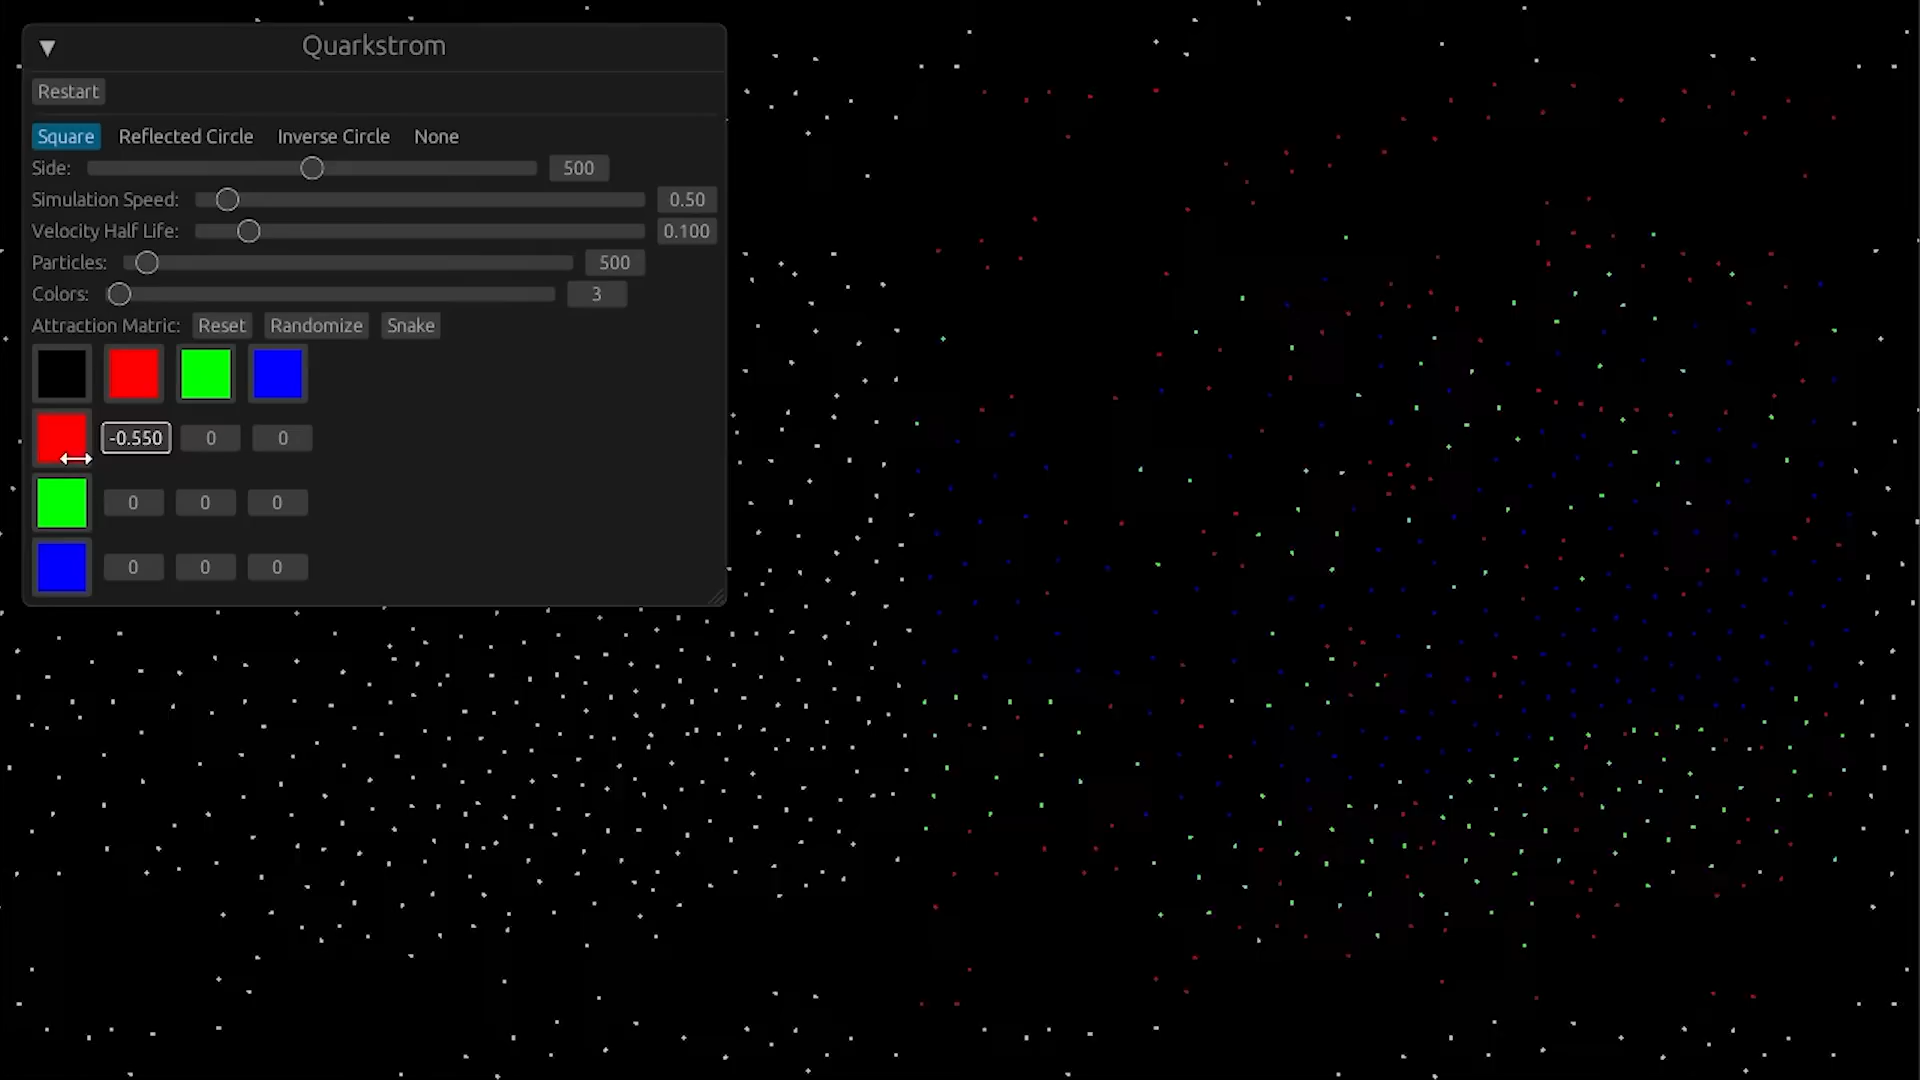 Quarkstrom
Restart
Square Reflected Circle Inverse Circle None
Side: 500
Simulation Speed: 0.50
Velocity Half Life: 0.100
Particles: 500
Colors: 3
Attraction Matric: Reset Randomize Snake
-0.550 0 0
0 0 0
0 0 0